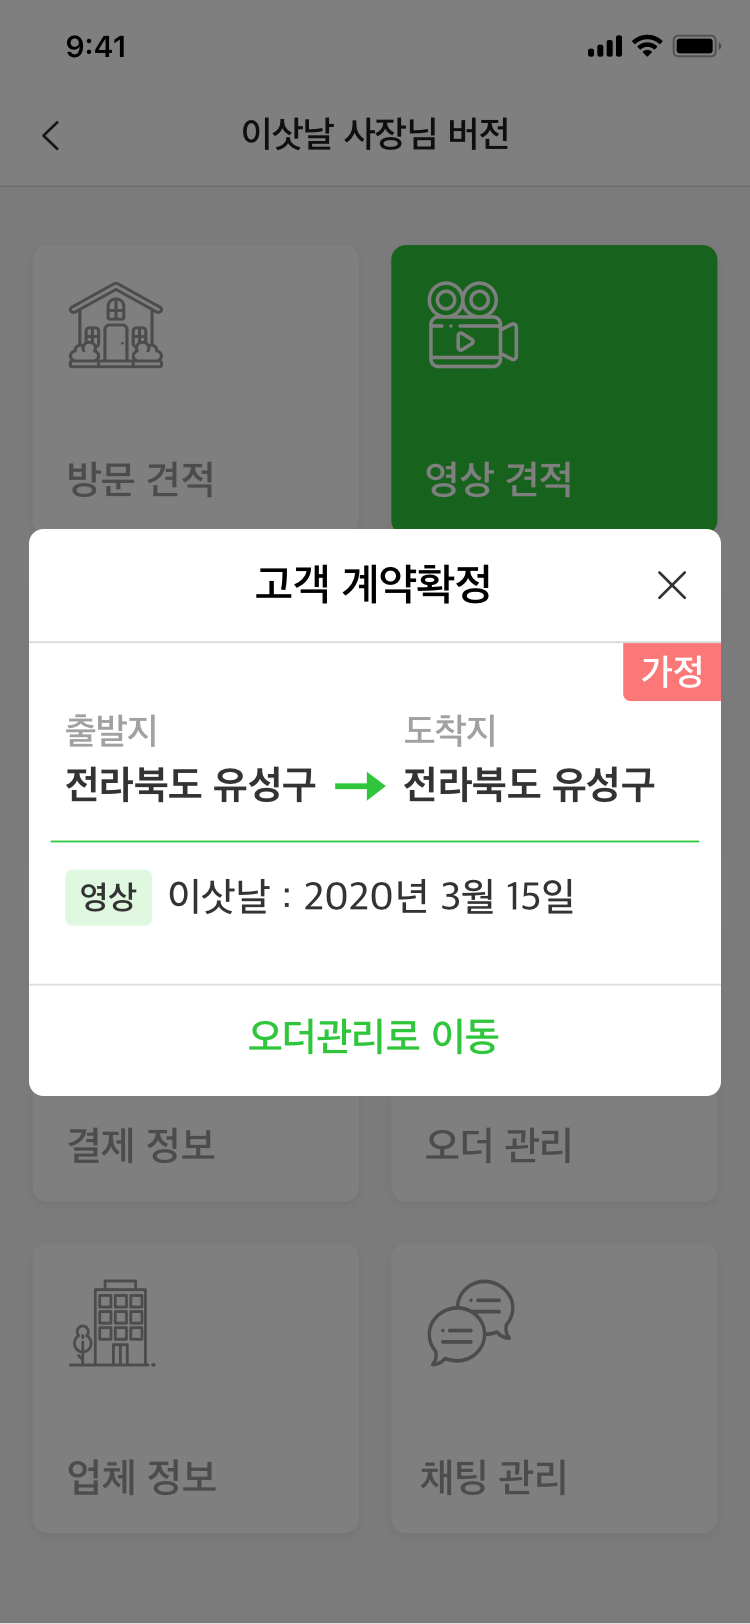 9:41
이삿날 사장님 버전
방문 견적
영상 견적
고객 계약확정
가정
출발지
도착지
전라북도 유성구
전라북도 유성구
영상
이삿날 : 2020년 3월 15일
오더관리로 이동
결제 정보
오더 관리
업체 정보
채팅 관리